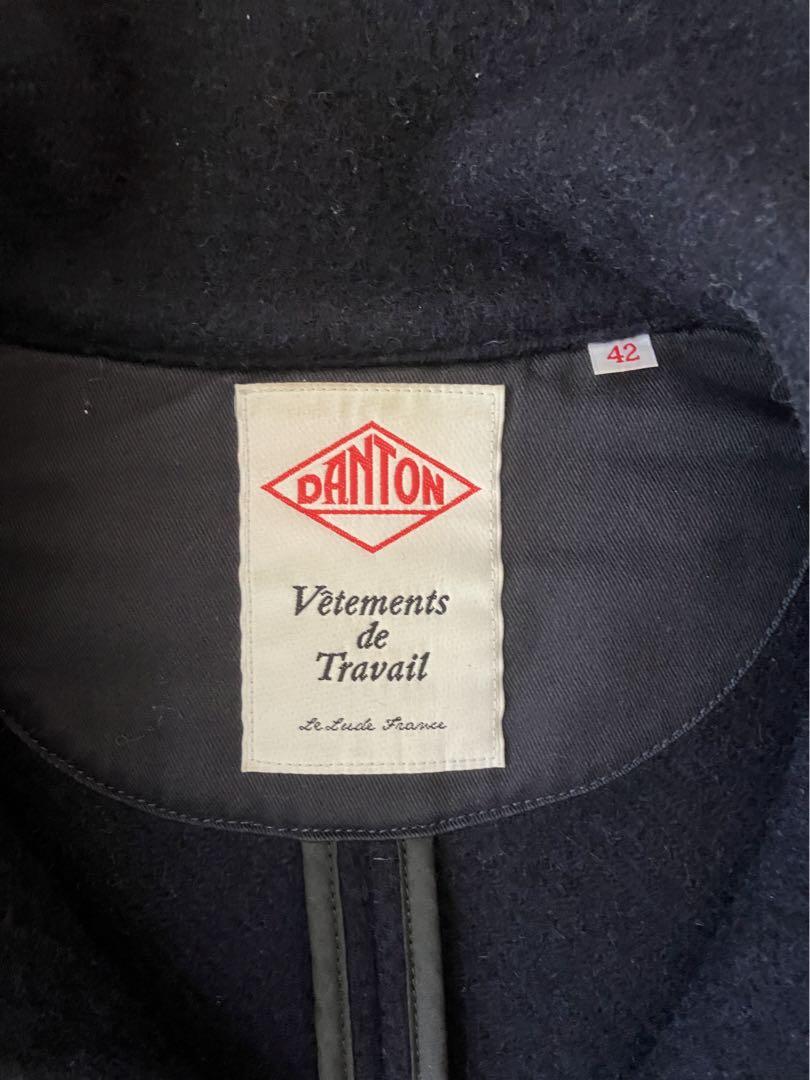 42
DANTON
Vêtements
de
Travail
Le Lude France